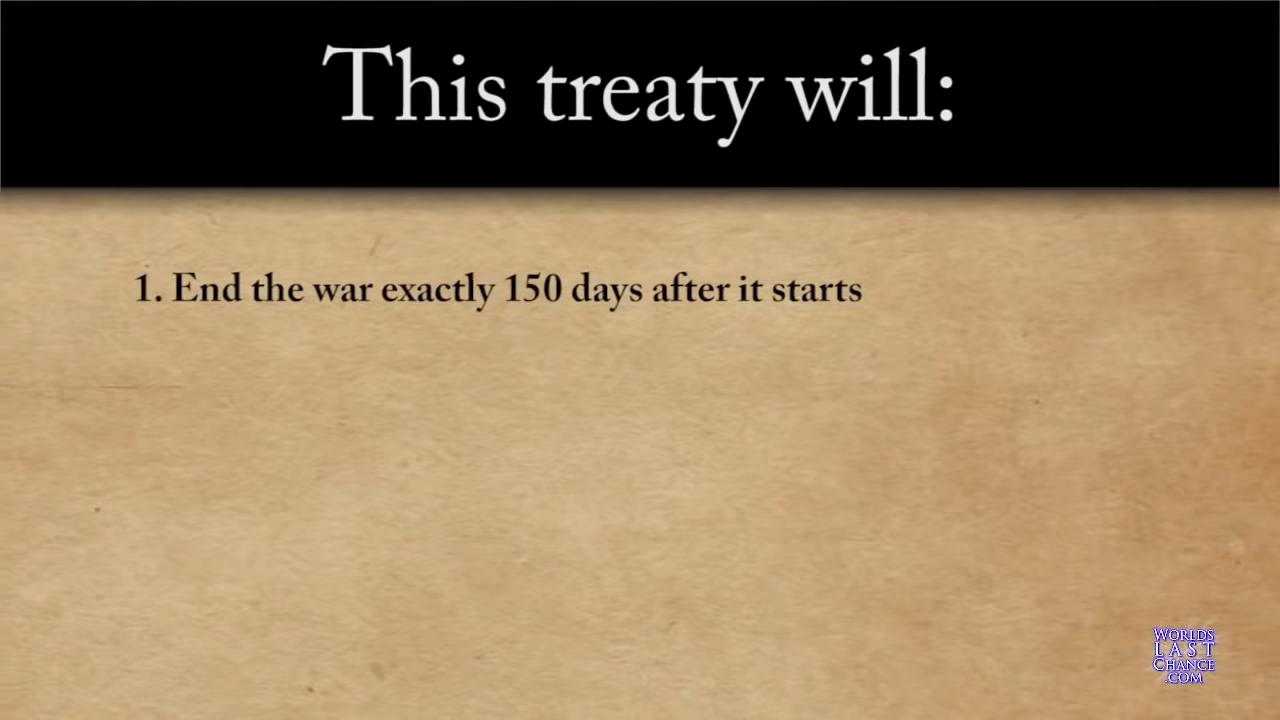 This treaty will:
1. End the war exactly 150 days after it starts
WORLDS
LAST
CHANCE
.COM